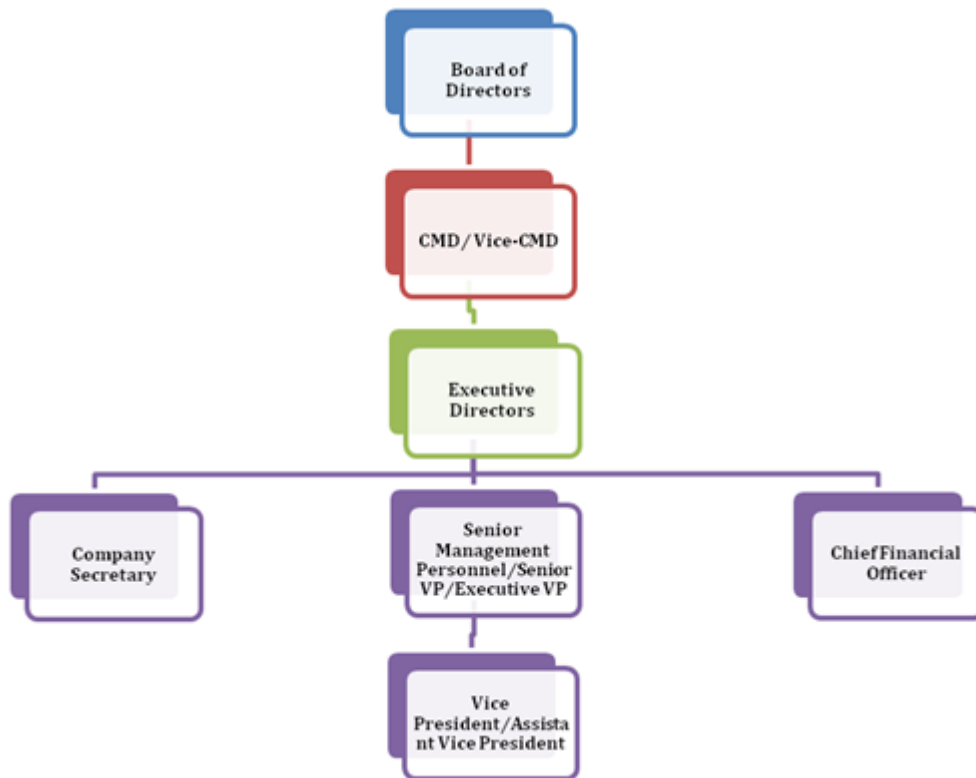 Board of
Directors
CMD / Vice-CMD
Executive
Directors
Company
Secretary
Senior
Management
Personnel/Senior
VP/Executive VP
Chief Financial
Officer
Vice
President/Assista
nt Vice President